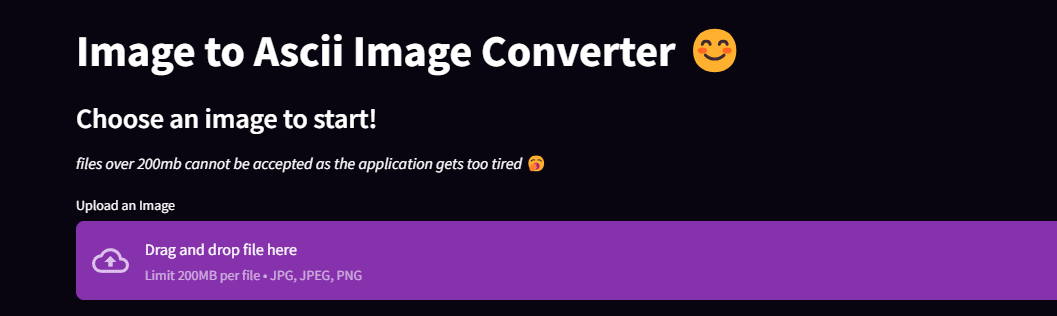 Image to Ascii Image Converter 😊
Choose an image to start!
files over 200mb cannot be accepted as the application gets too tired 🥱
Upload an Image
Drag and drop file here
Limit 200MB per file • JPG, JPEG, PNG